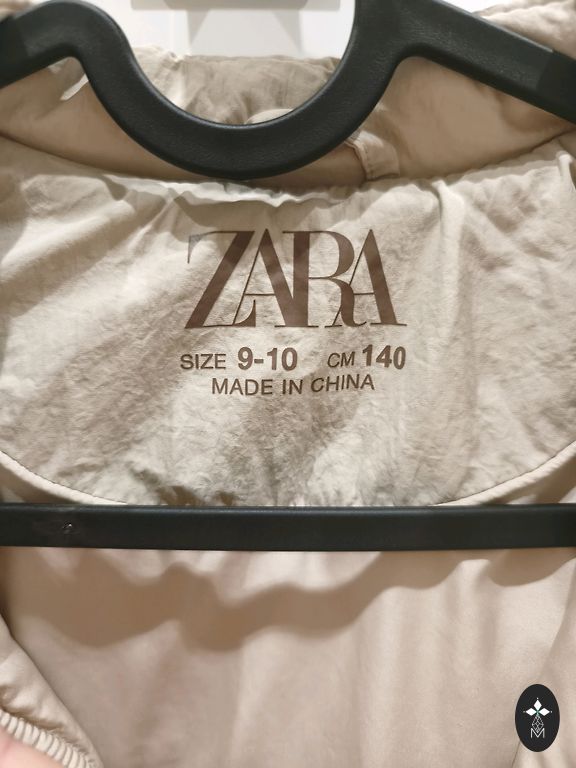 ZARA
SIZE 9-10 CM 140
MADE IN CHINA
M